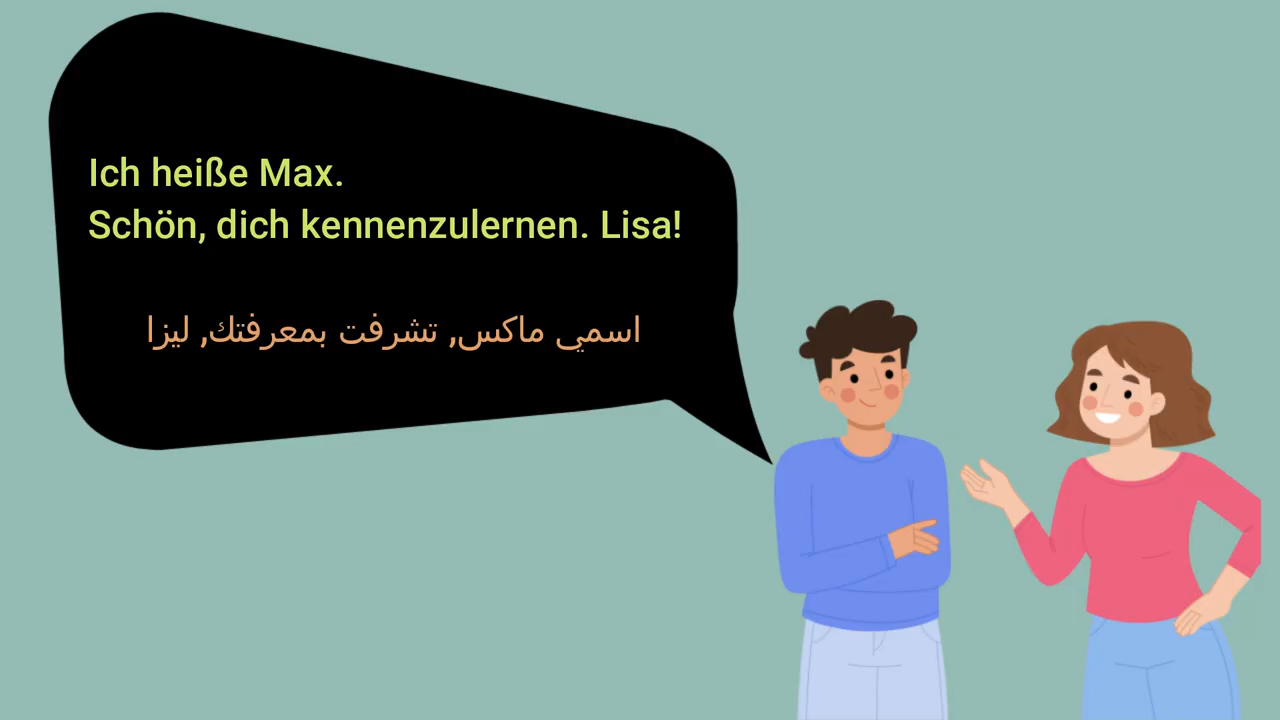 Ich heiße Max.
Schön, dich kennenzulernen. Lisa!
اسمي ماكس, تشرفت بمعرفتك, ليزا